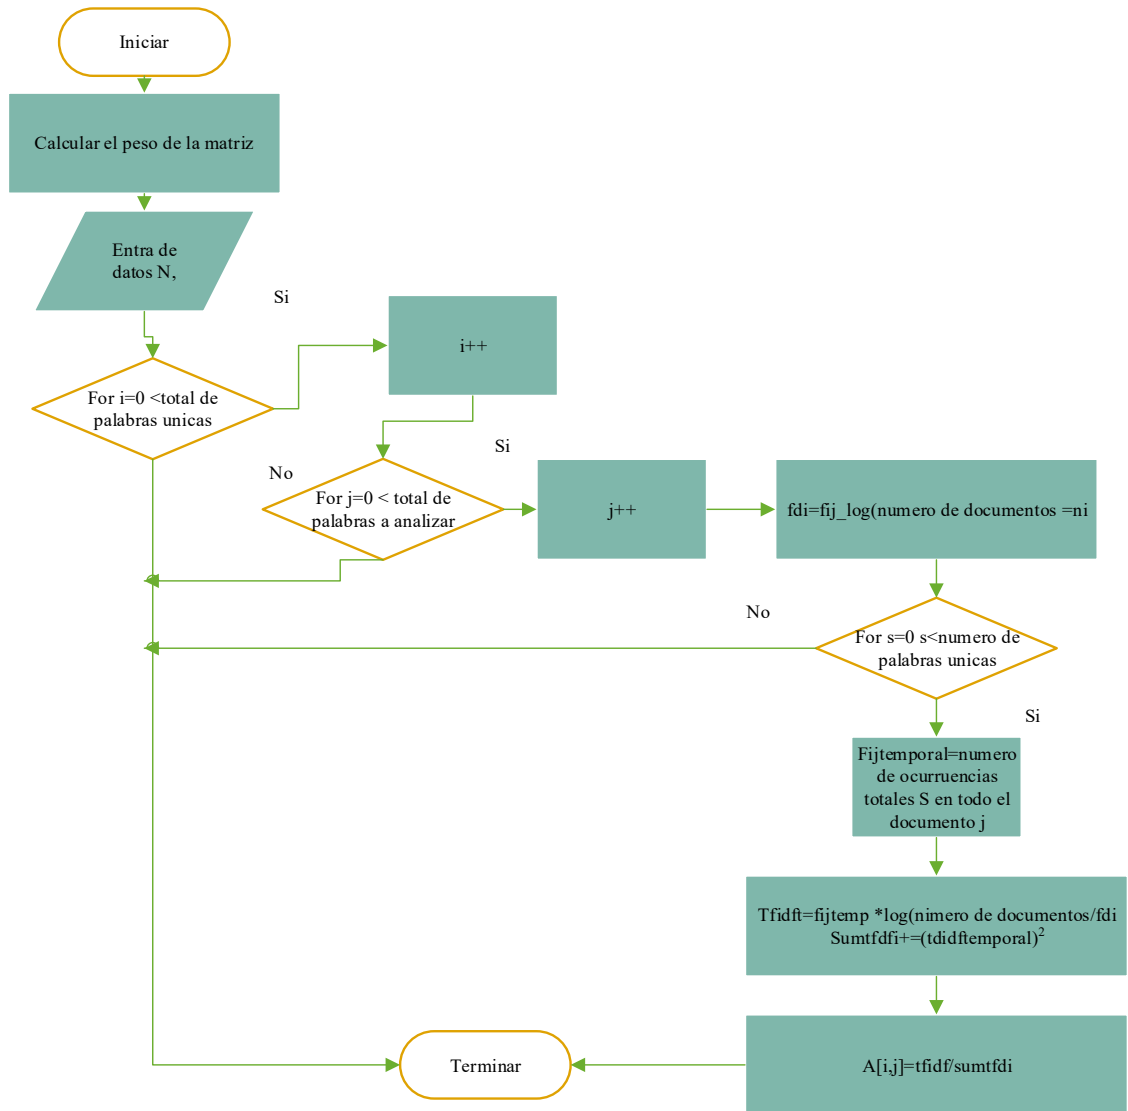 Iniciar
Calcular el peso de la matriz
Entra de
datos N,
Si
i++
For i=0 <total de
palabras unicas
No
Si
For j=0 < total de
palabras a analizar
j++
fdi=fij_log(numero de documentos =ni
No
For s=0 s<numero de
palabras unicas
Si
Fijtemporal=numero
de ocurruencias
totales S en todo el
documento j
Tfidft=fijtemp *log(nimero de documentos/fdi
Sumtfdfi+=(tdidftemporal)²
Terminar
A[i,j]=tfidf/sumtfdi